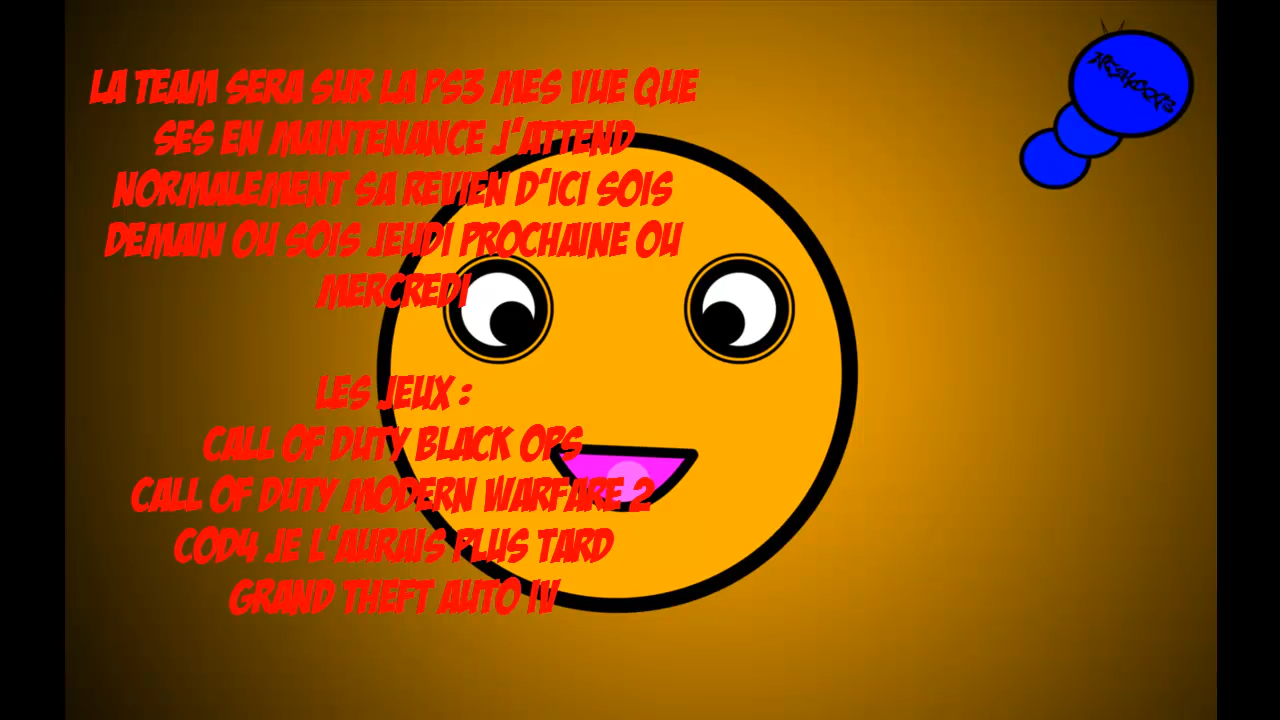 LA TEAM SERA SUR LA PS3 MES VUE QUE
SES EN MAINTENANCE J'ATTEND
NORMALEMENT SA REVIEN D'ICI SOIS
DEMAIN OU SOIS JEUDI PROCHAINE OU
MERCREDI
LES JEUX :
CALL OF DUTY BLACK OPS
CALL OF DUTY MODERN WARFARE 2
COD4 JE L'AURAIS PLUS TARD
GRAND THEFT AUTO IV